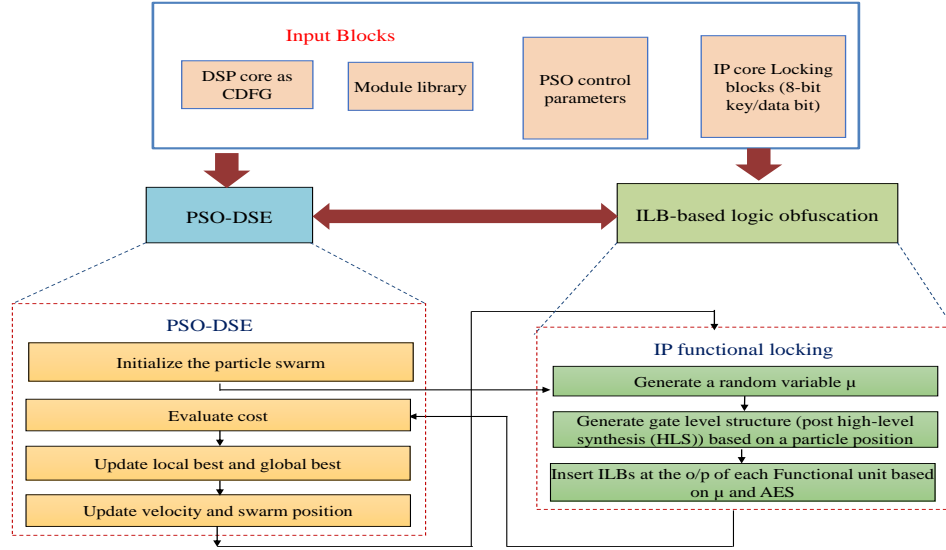 Input Blocks
DSP core as
CDFG
Module library
PSO control
parameters
IP core Locking
blocks (8-bit
key/data bit)
PSO-DSE
ILB-based logic obfuscation
PSO-DSE
Initialize the particle swarm
Evaluate cost
Update local best and global best
Update velocity and swarm position
IP functional locking
Generate a random variable μ
Generate gate level structure (post high-level
synthesis (HLS)) based on a particle position
Insert ILBs at the o/p of each Functional unit based
on μ and AES